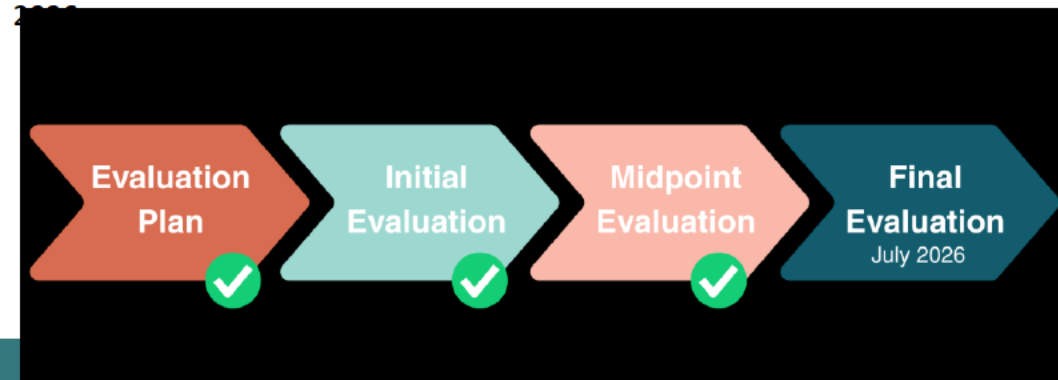 Evaluation
Plan
Initial
Evaluation
Midpoint
Evaluation
Final
Evaluation
July 2026